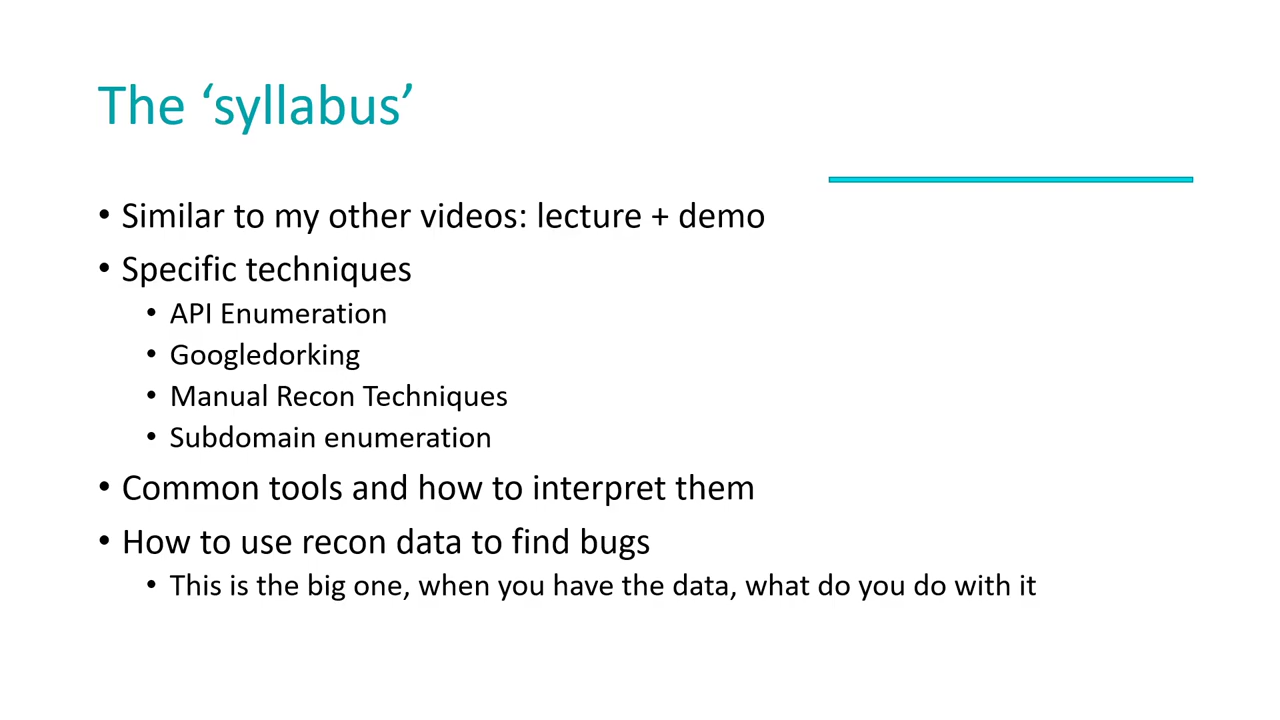 The ‘syllabus’
• Similar to my other videos: lecture + demo
• Specific techniques
• API Enumeration
• Googledorking
• Manual Recon Techniques
• Subdomain enumeration
• Common tools and how to interpret them
• How to use recon data to find bugs
• This is the big one, when you have the data, what do you do with it